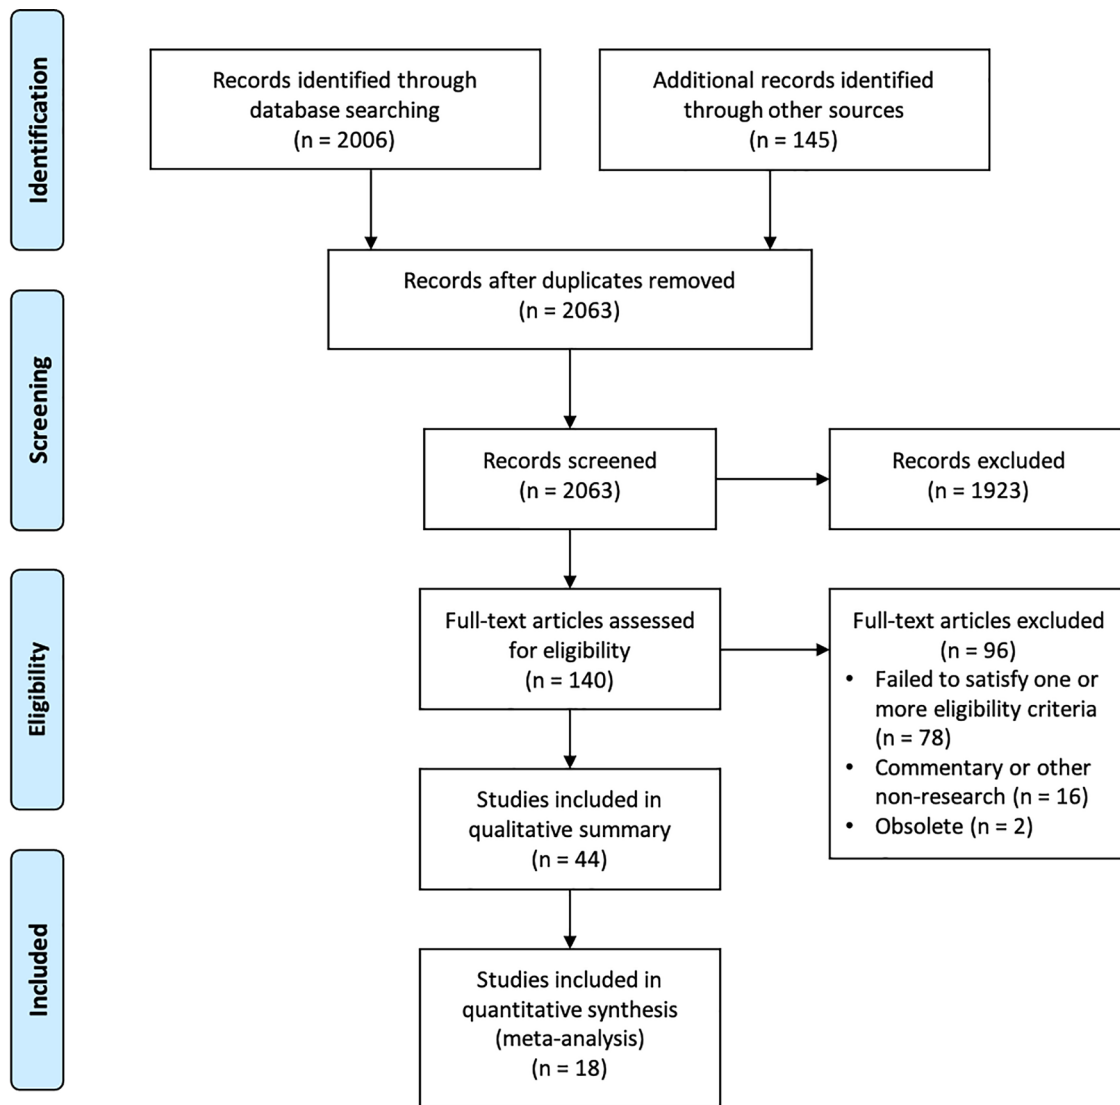 Identification
Records identified through
database searching
(n = 2006)
Additional records identified
through other sources
(n = 145)
Records after duplicates removed
(n = 2063)
Screening
Records screened
(n = 2063)
Records excluded
(n = 1923)
Eligibility
Full-text articles assessed
for eligibility
(n = 140)
Full-text articles excluded
(n = 96)
• Failed to satisfy one or
more eligibility criteria
(n = 78)
• Commentary or other
non-research (n = 16)
• Obsolete (n = 2)
Studies included in
qualitative summary
(n = 44)
Included
Studies included in
quantitative synthesis
(meta-analysis)
(n = 18)